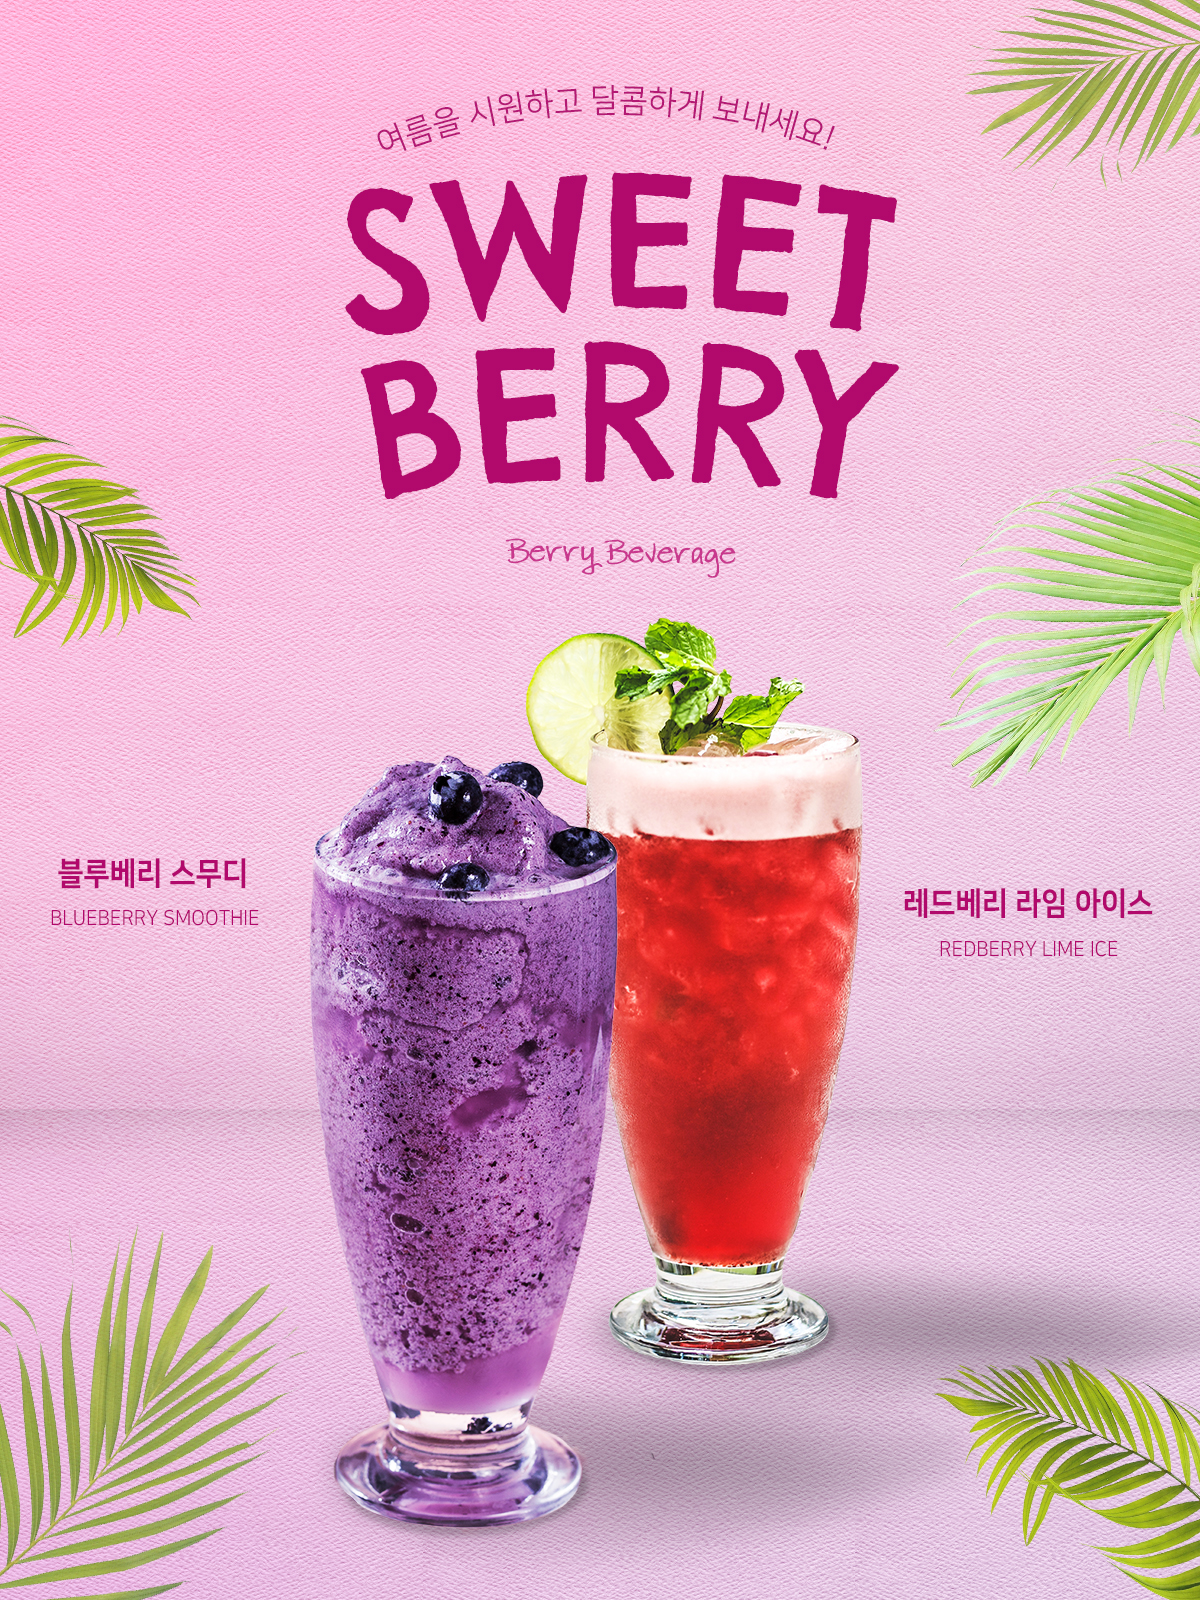 여름을 시원하고 달콤하게 보내세요!
SWEET
BERRY
Berry Beverage
블루베리 스무디
BLUEBERRY SMOOTHIE
레드베리 라임 아이스
REDBERRY LIME ICE